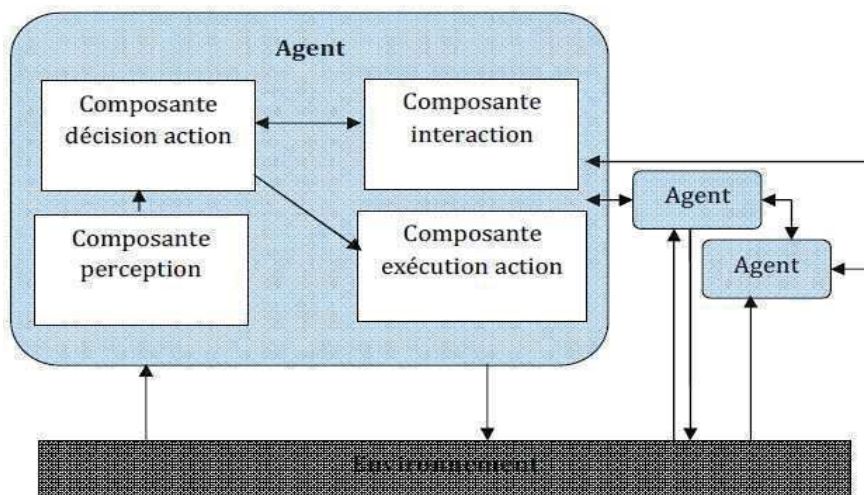 Agent
Composante
décision action
Composante
interaction
Composante
perception
Composante
exécution action
Agent
Agent
Environnement